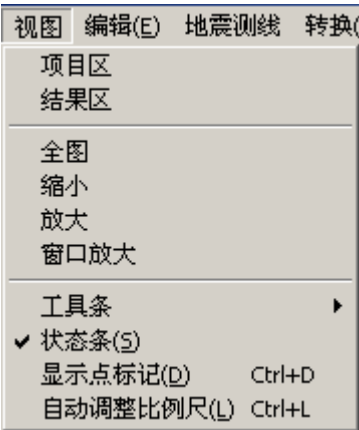 视图 编辑(E) 地震测线 转换(
项目区
结果区
全图
缩小
放大
窗口放大
工具条
状态条(S)
显示点标记(D) Ctrl+D
自动调整比例尺(L) Ctrl+L